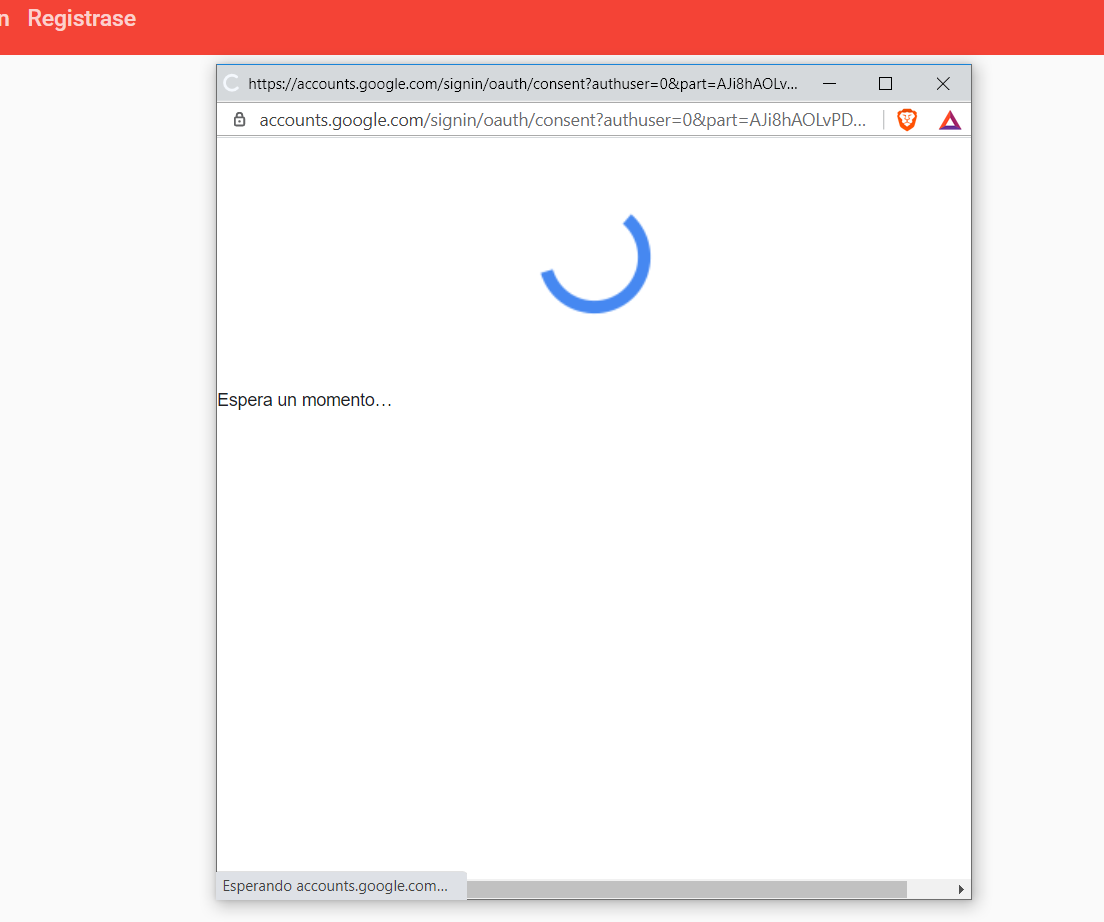 n Registrase
https://accounts.google.com/signin/oauth/consent?authuser=0&part=AJi8hAOLv...
accounts.google.com/signin/oauth/consent?authuser=0&part=AJi8hAOLvPD...
Espera un momento…
Esperando accounts.google.com...